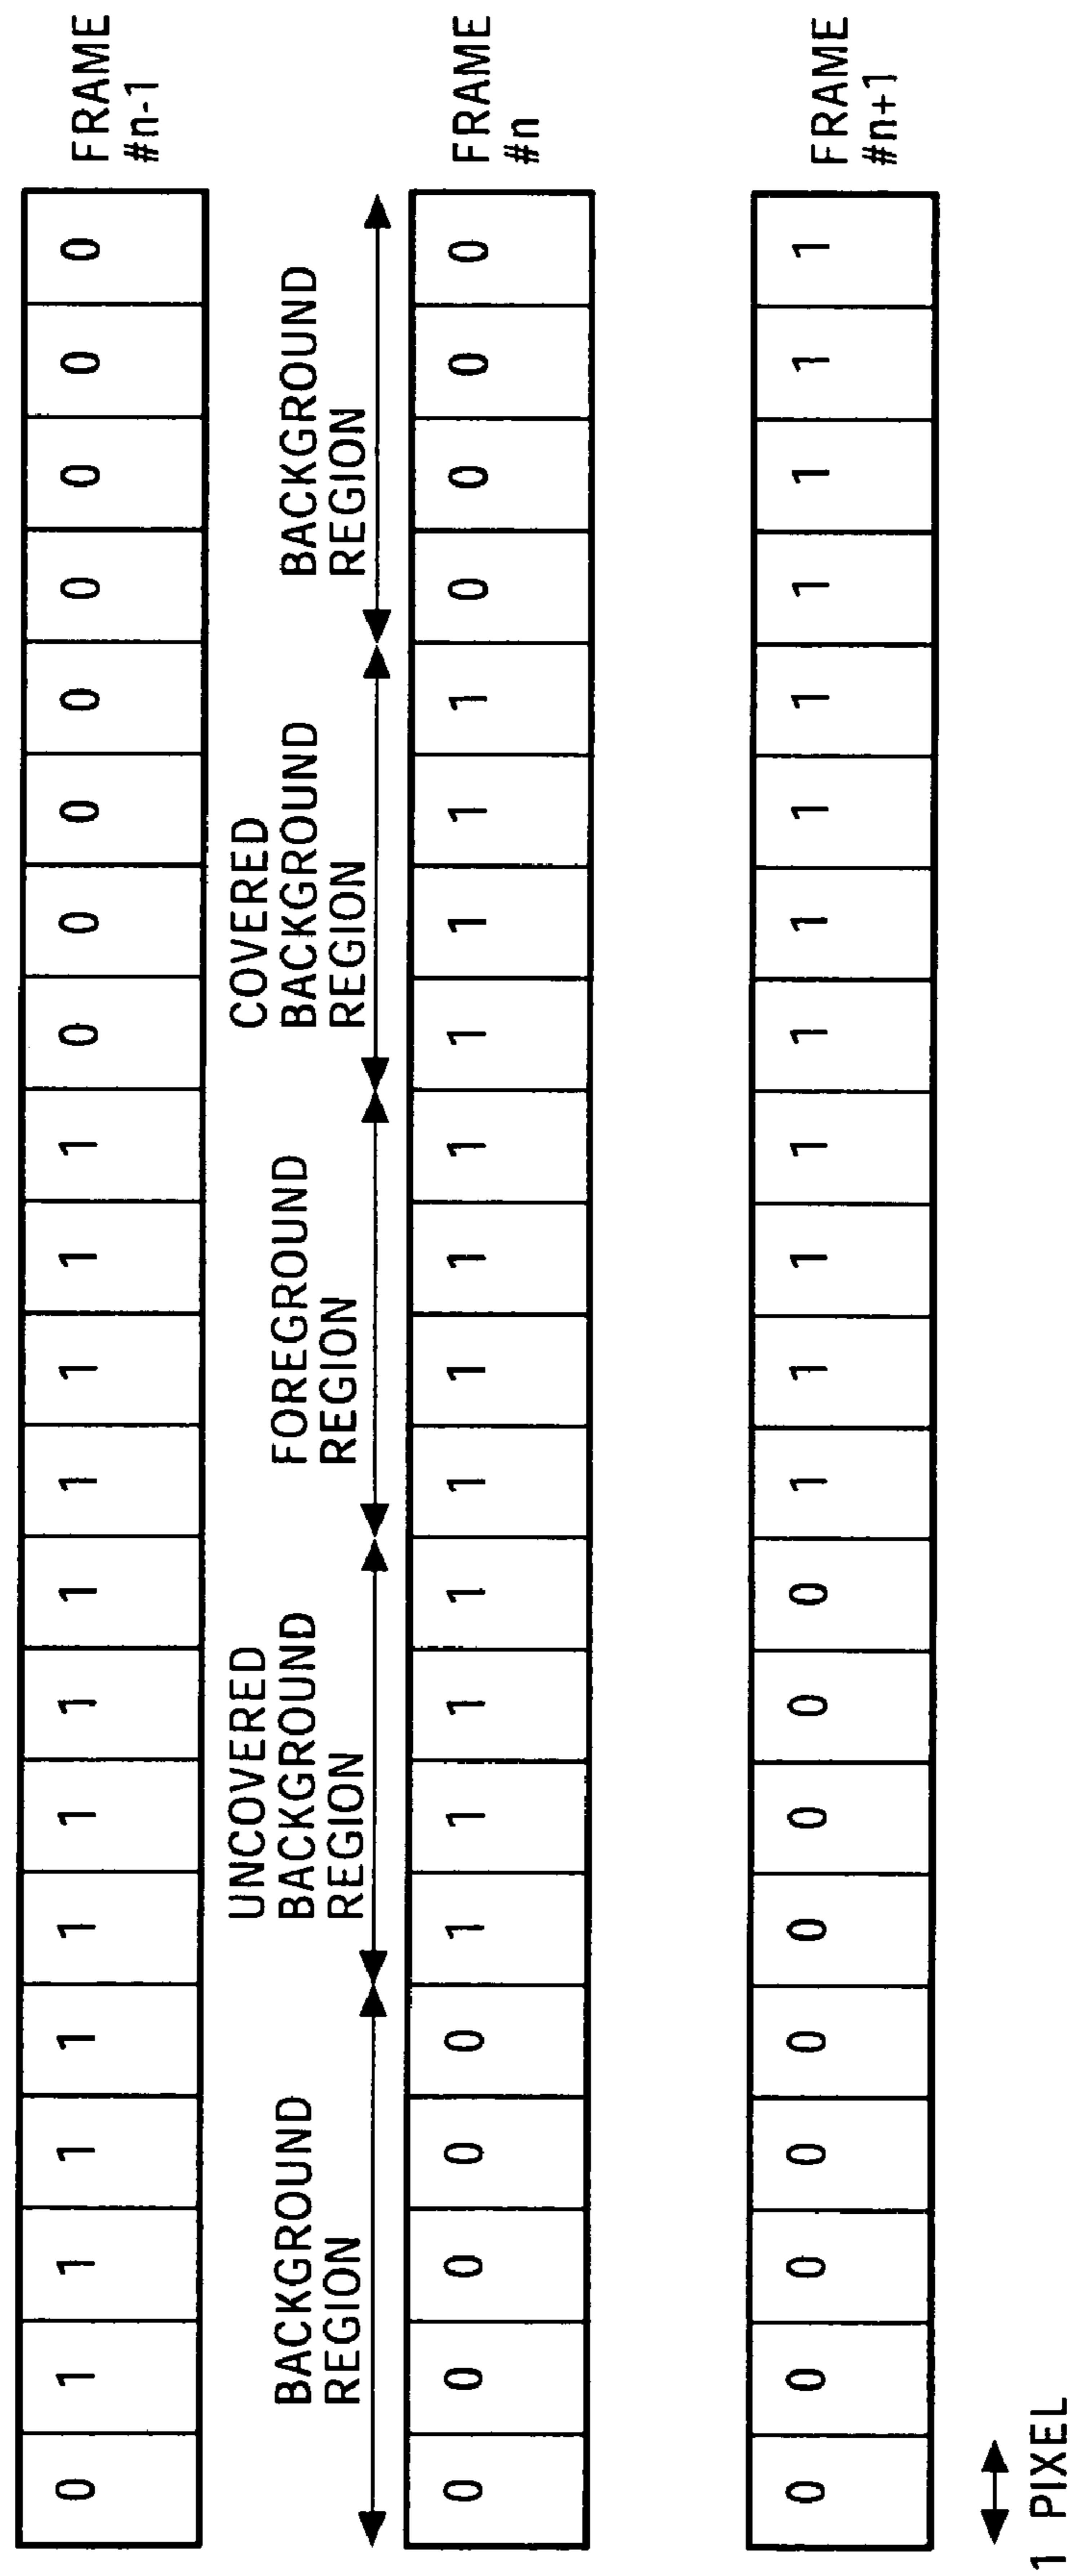 0 1 1 1 1 1 1 1 1 1 1 1 1 0 0 0 0 0 0 0 0
FRAME
#n-1
BACKGROUND
REGION
UNCOVERED
BACKGROUND
REGION
FOREGROUND
REGION
COVERED
BACKGROUND
REGION
BACKGROUND
REGION
0 0 0 0 0 1 1 1 1 1 1 1 1 1 1 1 1 0 0 0 0
FRAME
#n
0 0 0 0 0 0 0 0 0 1 1 1 1 1 1 1 1 1 1 1 1
FRAME
#n+1
1 PIXEL